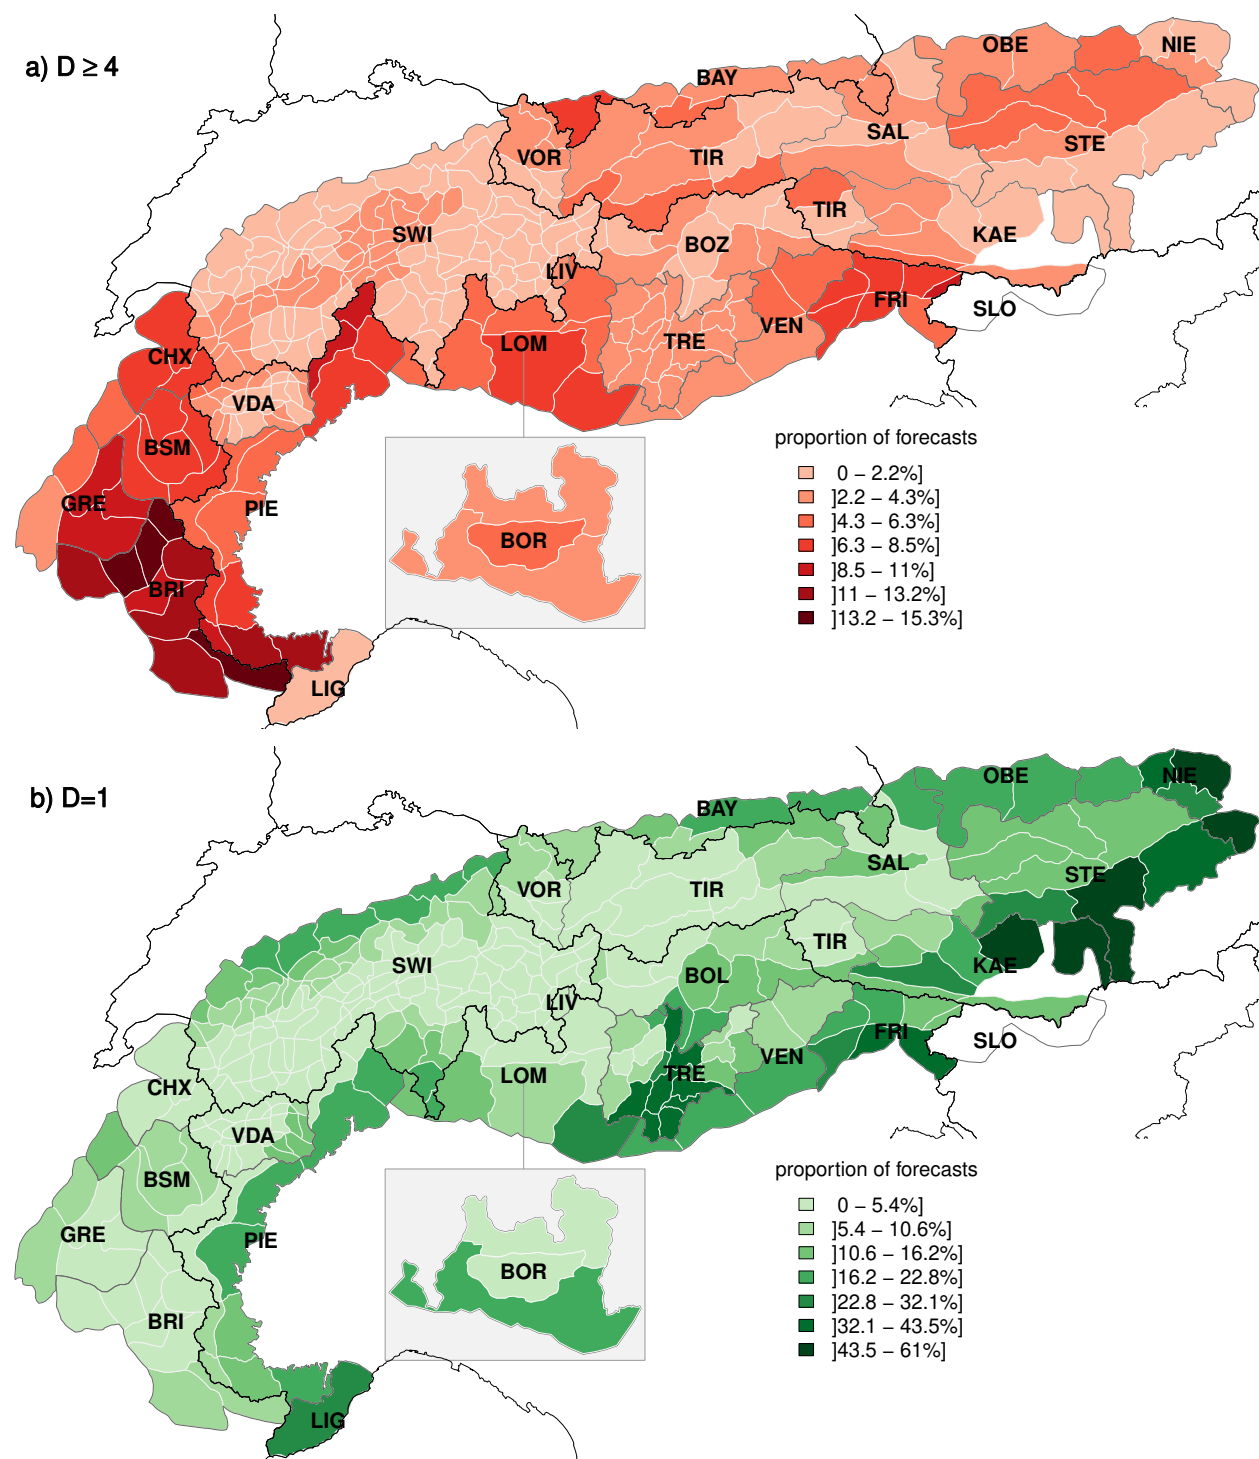 a) D ≥ 4
OBE
NIE
BAY
VOR
TIR
SAL
STE
SWI
TIR
BOZ
KAE
LIV
FRI
SLO
CHX
LOM
TRE
VEN
VDA
BSM
proportion of forecasts
0 – 2.2%]
]2.2 – 4.3%]
]4.3 – 6.3%]
]6.3 – 8.5%]
]8.5 – 11%]
]11 – 13.2%]
]13.2 – 15.3%]
GRE
PIE
BOR
BRI
LIG
b) D=1
OBE
NIE
BAY
VOR
TIR
SAL
STE
SWI
TIR
BOL
KAE
LIV
FRI
SLO
CHX
LOM
TRE
VEN
VDA
BSM
proportion of forecasts
0 – 5.4%]
]5.4 – 10.6%]
]10.6 – 16.2%]
]16.2 – 22.8%]
]22.8 – 32.1%]
]32.1 – 43.5%]
]43.5 – 61%]
GRE
PIE
BOR
BRI
LIG